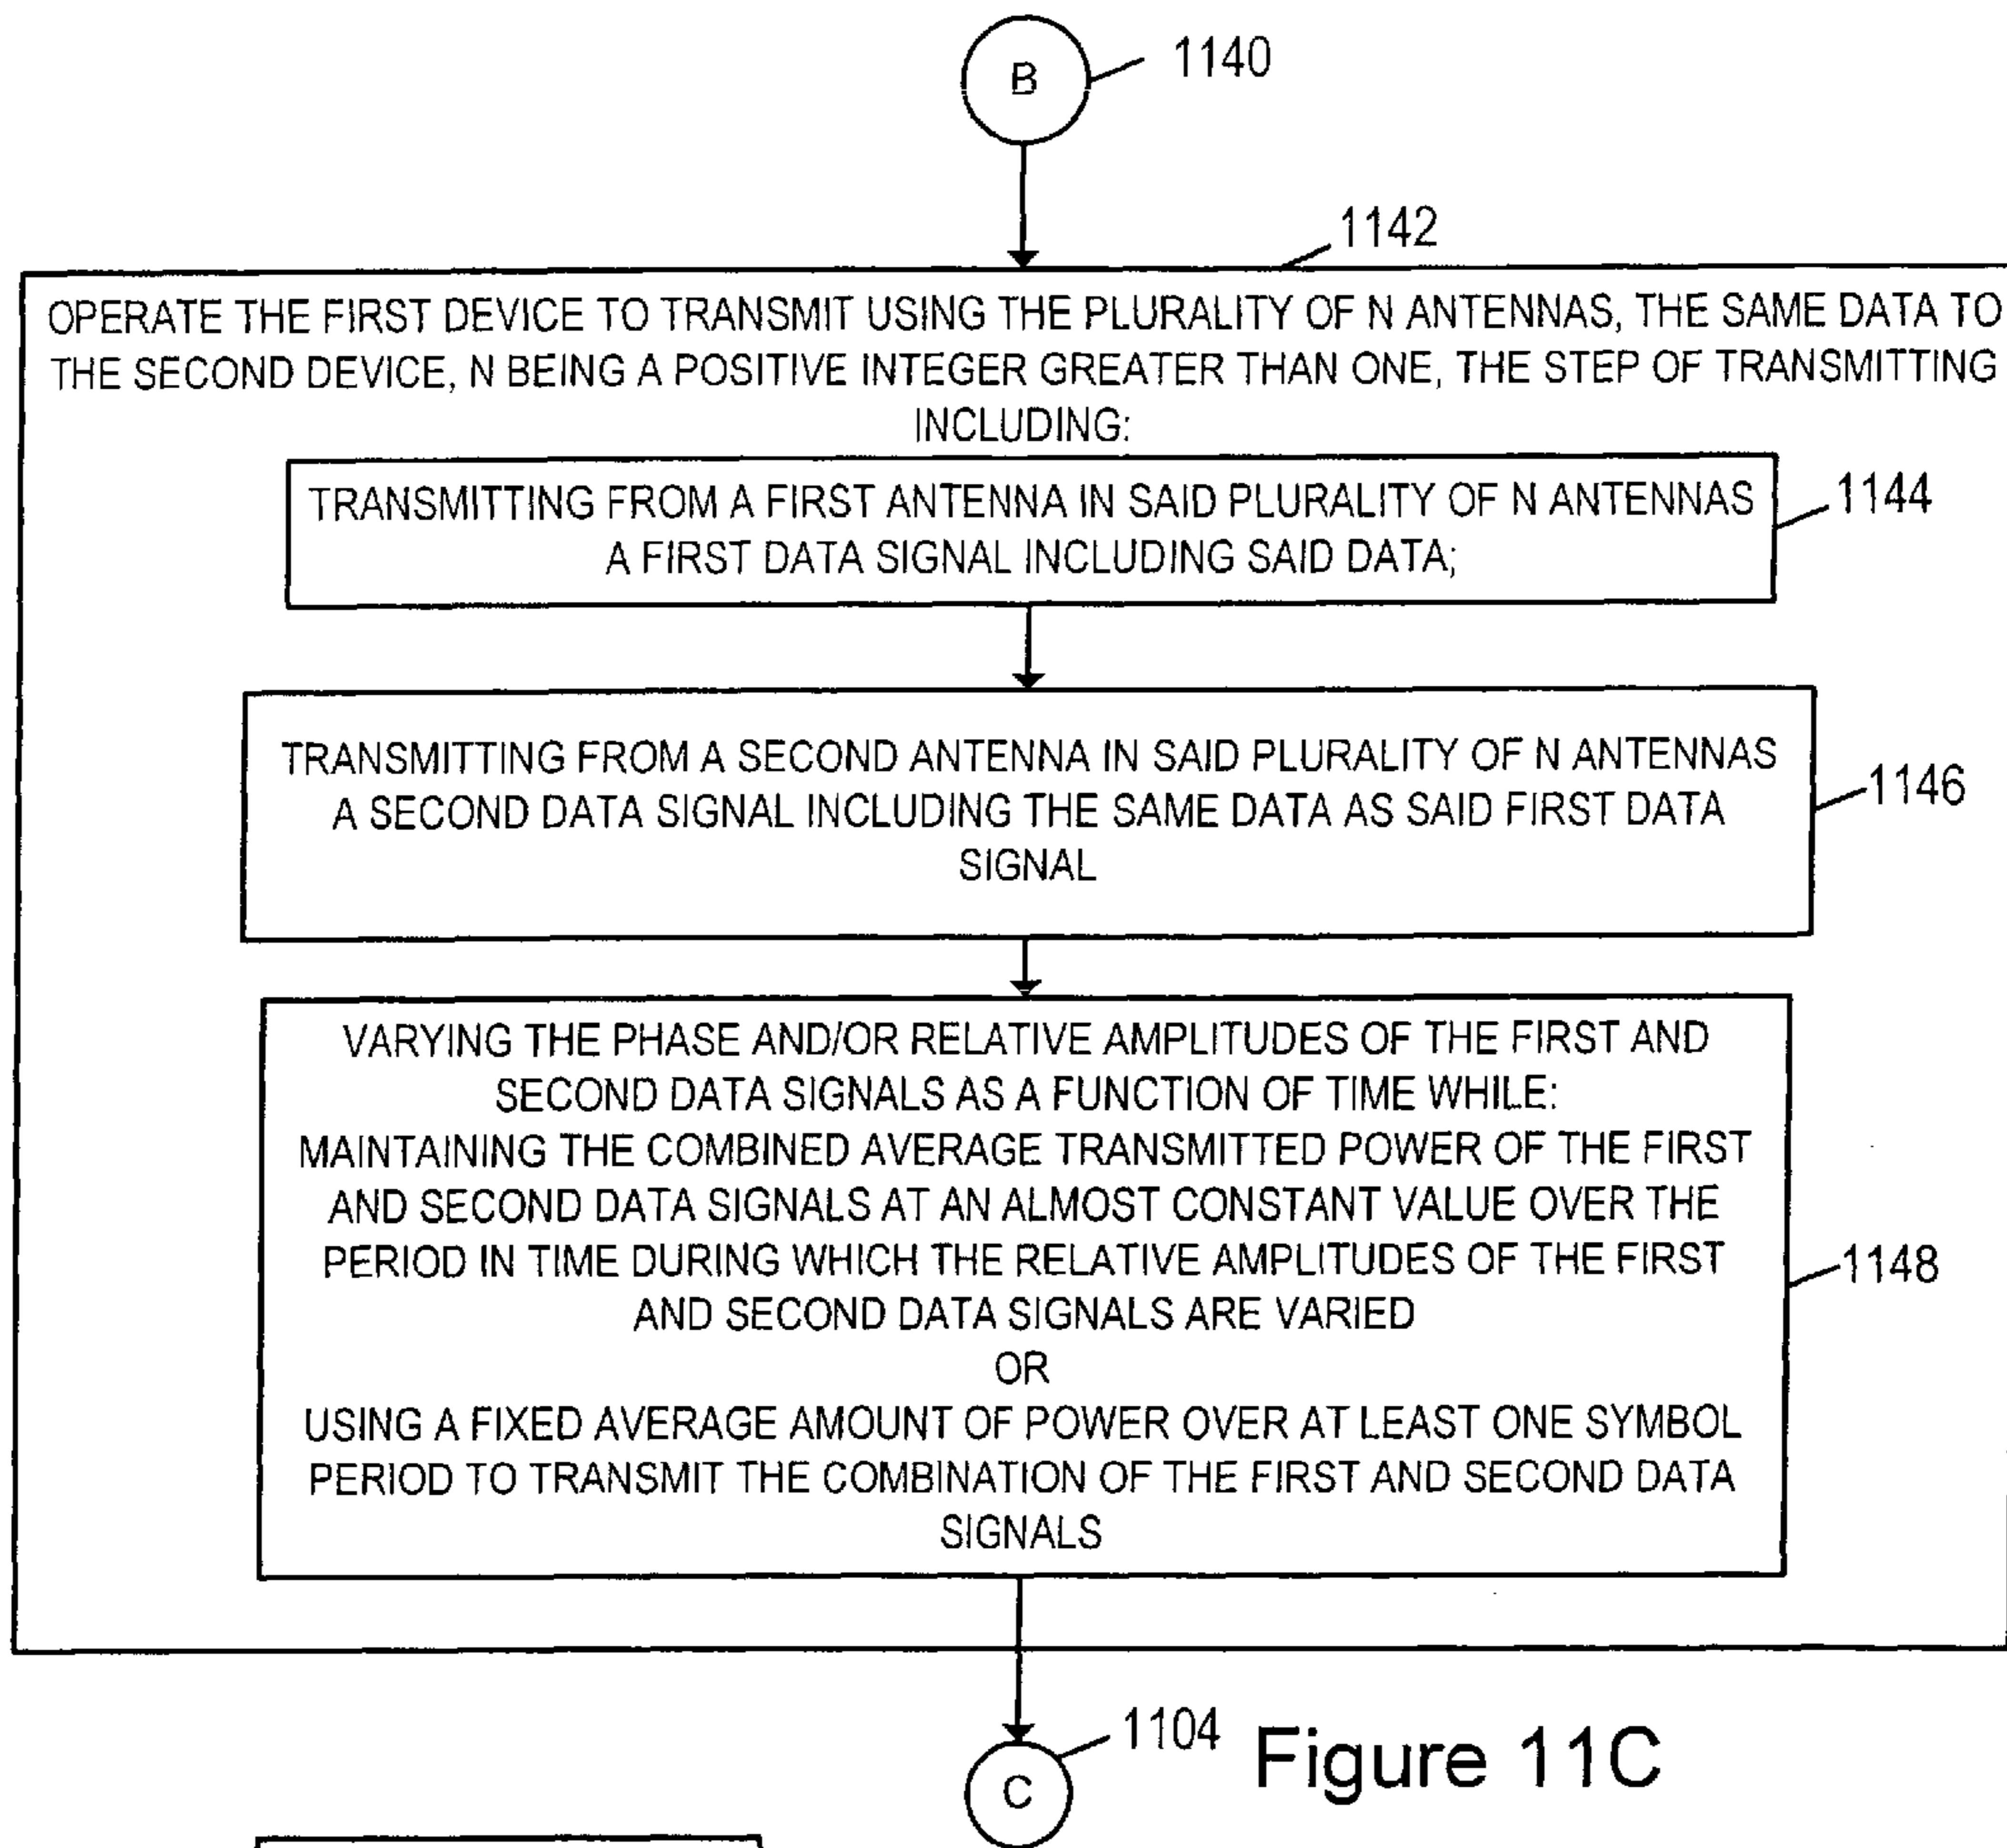 B
1140
1142
OPERATE THE FIRST DEVICE TO TRANSMIT USING THE PLURALITY OF N ANTENNAS, THE SAME DATA TO
THE SECOND DEVICE, N BEING A POSITIVE INTEGER GREATER THAN ONE, THE STEP OF TRANSMITTING
INCLUDING:
TRANSMITTING FROM A FIRST ANTENNA IN SAID PLURALITY OF N ANTENNAS
A FIRST DATA SIGNAL INCLUDING SAID DATA;
1144
TRANSMITTING FROM A SECOND ANTENNA IN SAID PLURALITY OF N ANTENNAS
A SECOND DATA SIGNAL INCLUDING THE SAME DATA AS SAID FIRST DATA
SIGNAL
1146
VARYING THE PHASE AND/OR RELATIVE AMPLITUDES OF THE FIRST AND
SECOND DATA SIGNALS AS A FUNCTION OF TIME WHILE:
MAINTAINING THE COMBINED AVERAGE TRANSMITTED POWER OF THE FIRST
AND SECOND DATA SIGNALS AT AN ALMOST CONSTANT VALUE OVER THE
PERIOD IN TIME DURING WHICH THE RELATIVE AMPLITUDES OF THE FIRST
AND SECOND DATA SIGNALS ARE VARIED
OR
USING A FIXED AVERAGE AMOUNT OF POWER OVER AT LEAST ONE SYMBOL
PERIOD TO TRANSMIT THE COMBINATION OF THE FIRST AND SECOND DATA
SIGNALS
1148
1104
C
Figure 11C